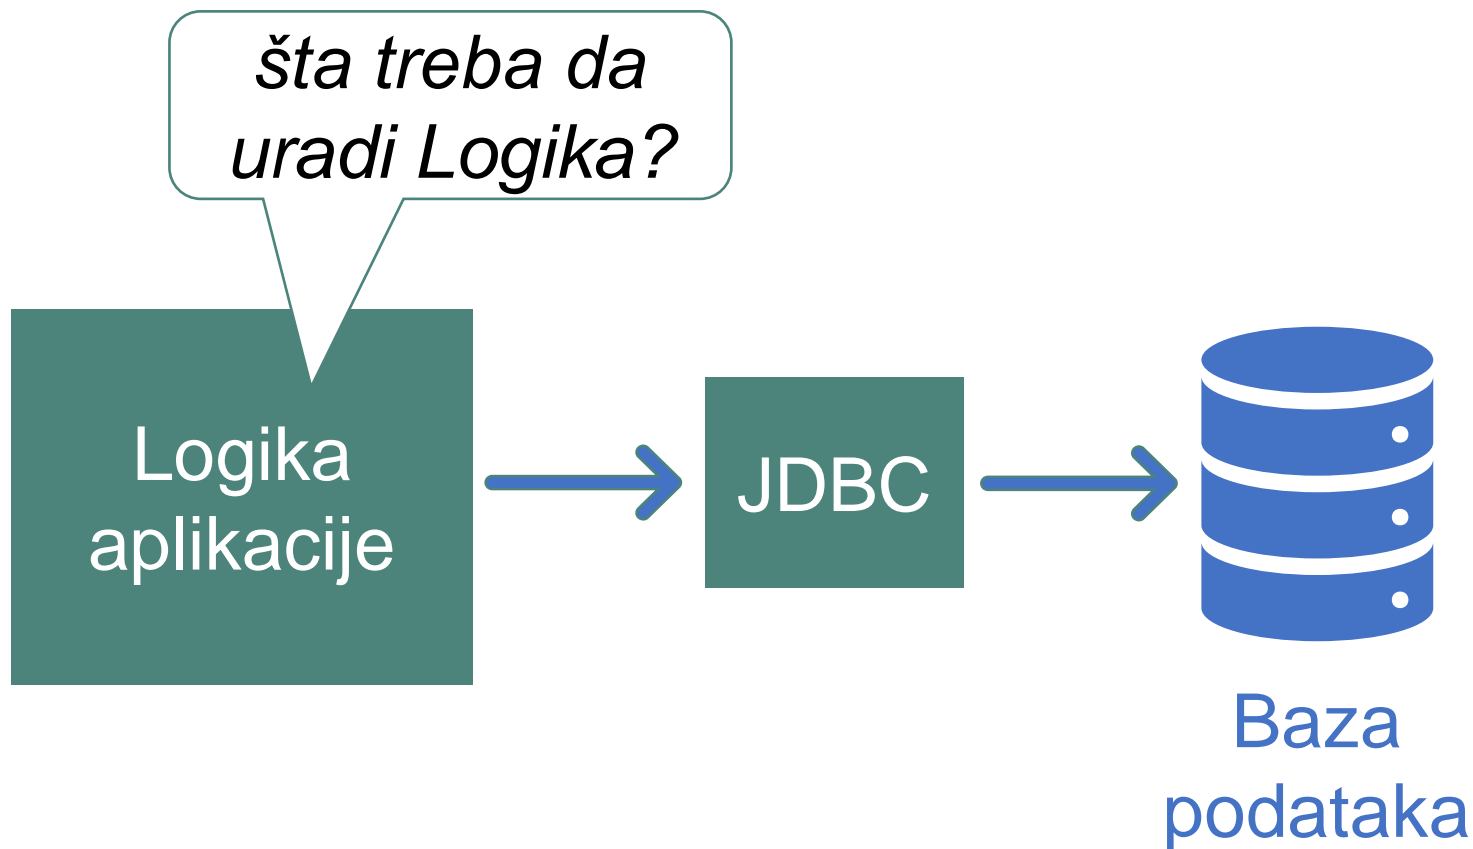 šta treba da
uradi Logika?
Logika
aplikacije
JDBC
Baza
podataka